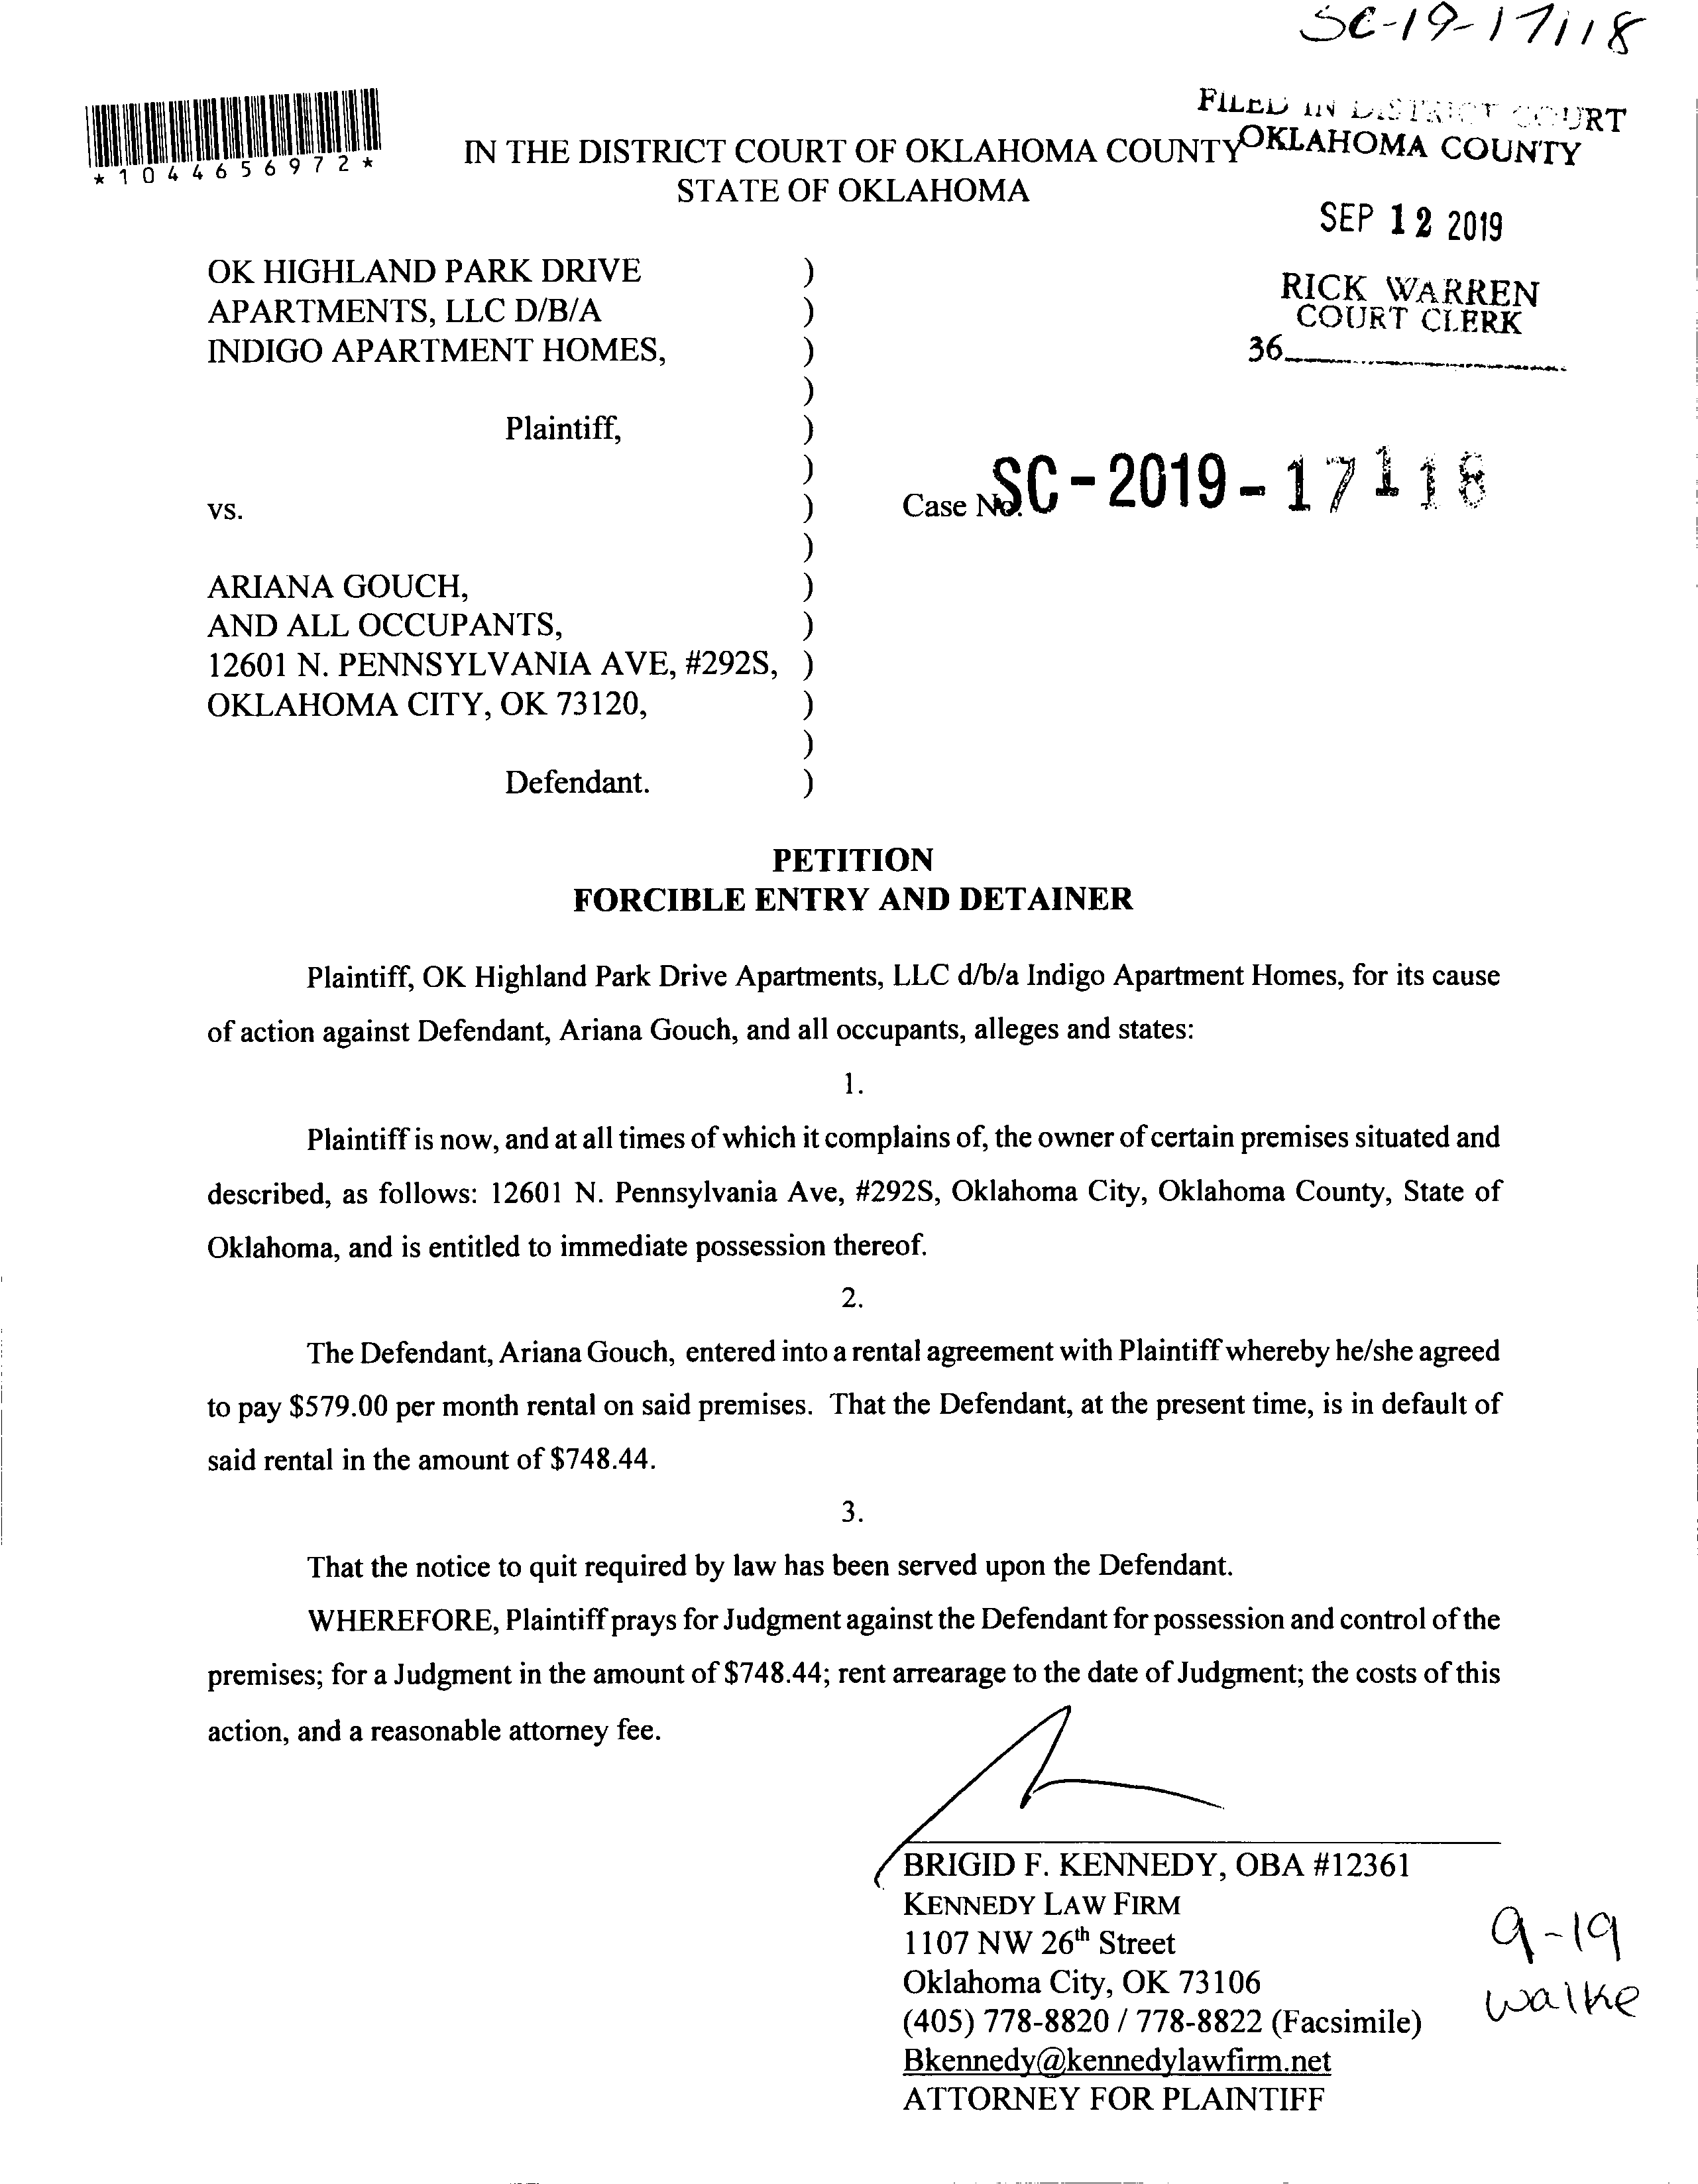 SC-19-17118
FILED IN DISTRICT COURT
OKLAHOMA COUNTY
*1044656972*
IN THE DISTRICT COURT OF OKLAHOMA COUNTY
STATE OF OKLAHOMA
SEP 12 2019
RICK WARREN
COURT CLERK
36
OK HIGHLAND PARK DRIVE )
APARTMENTS, LLC D/B/A )
INDIGO APARTMENT HOMES, )
)
Plaintiff, )
)
vs. )
Case No. SC-2019-17118
)
ARIANA GOUCH, )
AND ALL OCCUPANTS, )
12601 N. PENNSYLVANIA AVE, #292S, )
OKLAHOMA CITY, OK 73120, )
)
Defendant. )
PETITION
FORCIBLE ENTRY AND DETAINER
Plaintiff, OK Highland Park Drive Apartments, LLC d/b/a Indigo Apartment Homes, for its cause
of action against Defendant, Ariana Gouch, and all occupants, alleges and states:
1.
Plaintiff is now, and at all times of which it complains of, the owner of certain premises situated and
described, as follows: 12601 N. Pennsylvania Ave, #292S, Oklahoma City, Oklahoma County, State of
Oklahoma, and is entitled to immediate possession thereof.
2.
The Defendant, Ariana Gouch, entered into a rental agreement with Plaintiff whereby he/she agreed
to pay $579.00 per month rental on said premises. That the Defendant, at the present time, is in default of
said rental in the amount of $748.44.
3.
That the notice to quit required by law has been served upon the Defendant.
WHEREFORE, Plaintiff prays for Judgment against the Defendant for possession and control of the
premises; for a Judgment in the amount of $748.44; rent arrearage to the date of Judgment; the costs of this
action, and a reasonable attorney fee.
BRIGID F. KENNEDY, OBA #12361
KENNEDY LAW FIRM
1107 NW 26th Street
Oklahoma City, OK 73106
(405) 778-8820 / 778-8822 (Facsimile)
Bkennedy@kennedylawfirm.net
ATTORNEY FOR PLAINTIFF
9-19
walke